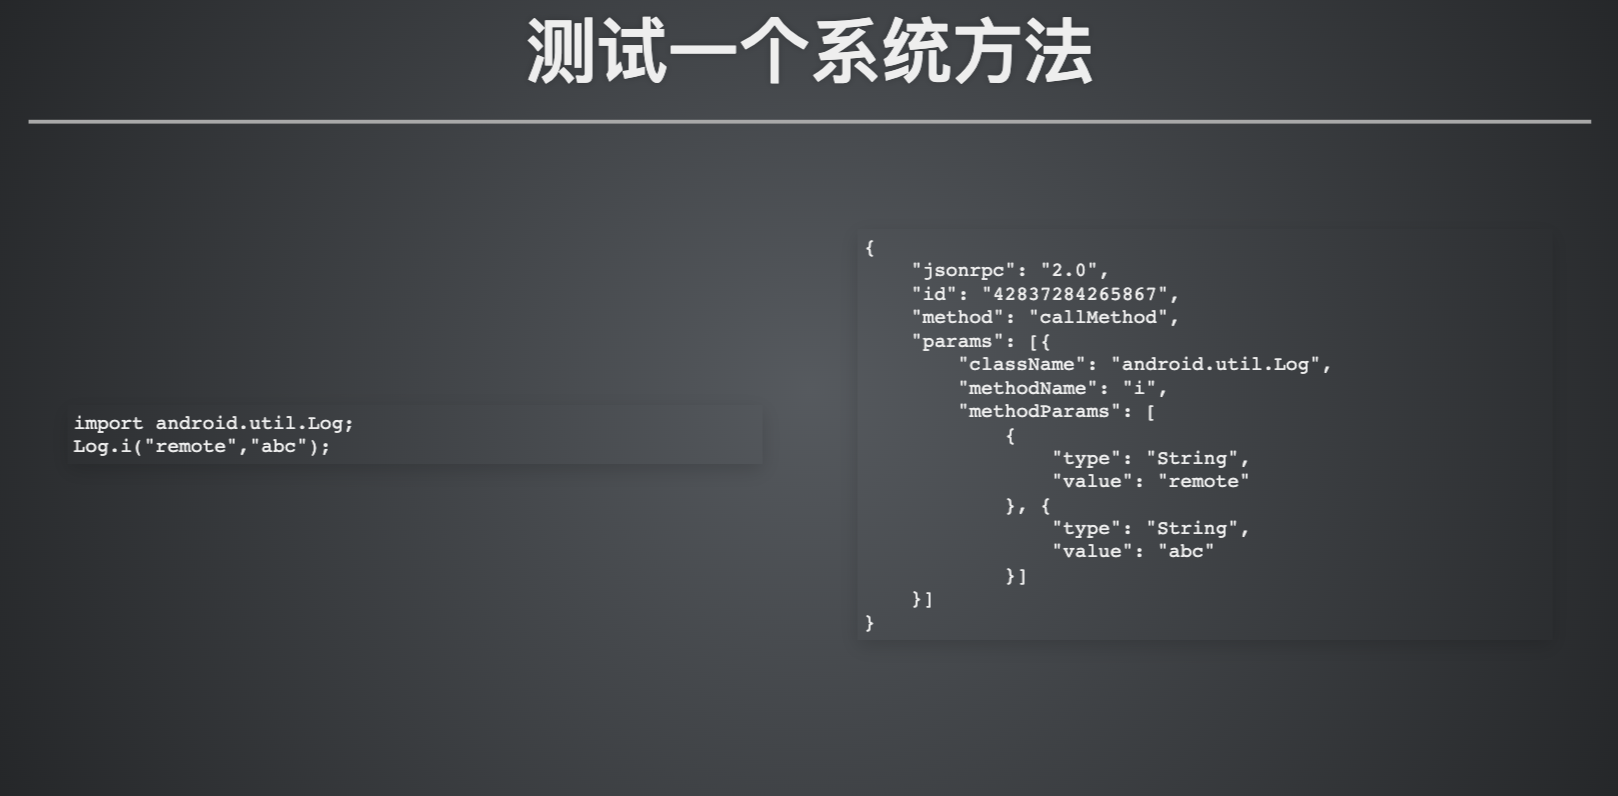 测试一个系统方法
import android.util.Log;
Log.i("remote","abc");
{
    "jsonrpc": "2.0",
    "id": "42837284265867",
    "method": "callMethod",
    "params": [{
        "className": "android.util.Log",
        "methodName": "i",
        "methodParams": [
            {
                "type": "String",
                "value": "remote"
            }, {
                "type": "String",
                "value": "abc"
            }]
    }]
}